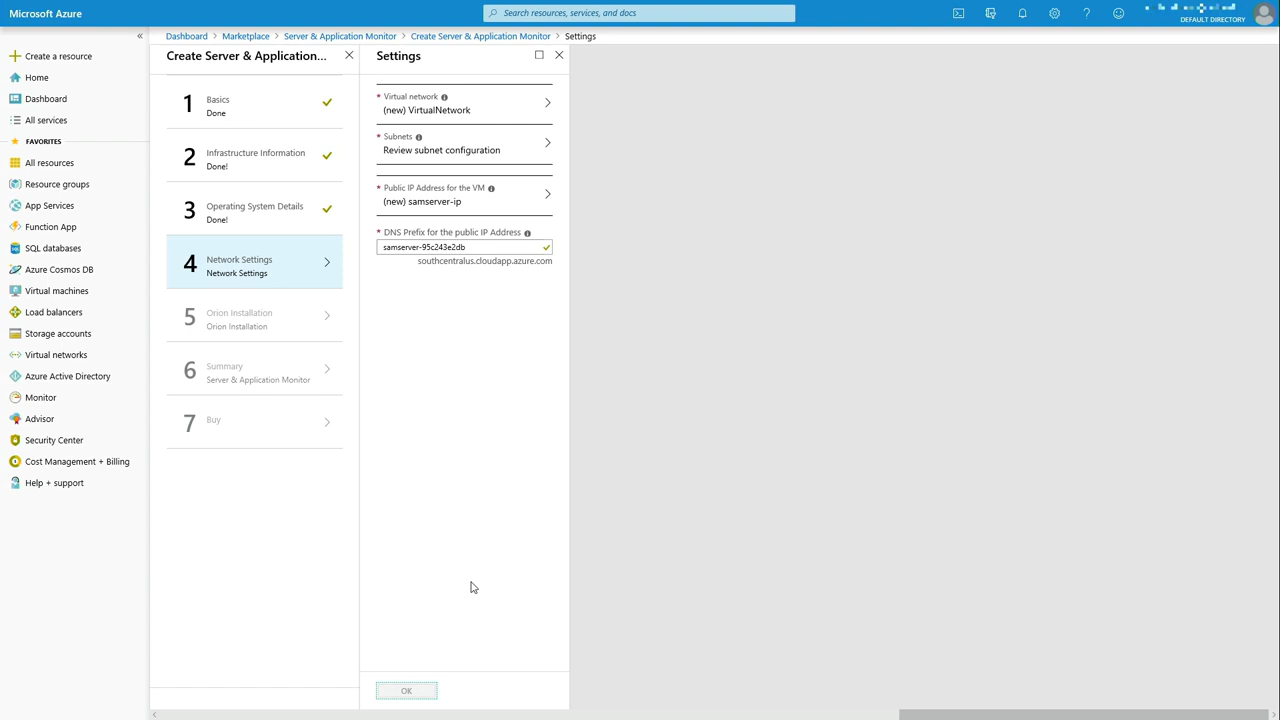 Microsoft Azure
Search resources, services, and docs
DEFAULT DIRECTORY
Create a resource
Home
Dashboard
All services
FAVORITES
All resources
Resource groups
App Services
Function App
SQL databases
Azure Cosmos DB
Virtual machines
Load balancers
Storage accounts
Virtual networks
Azure Active Directory
Monitor
Advisor
Security Center
Cost Management + Billing
Help + support
Dashboard > Marketplace > Server & Application Monitor > Create Server & Application Monitor > Settings
Create Server & Application...
1
Basics
Done
2
Infrastructure Information
Done!
3
Operating System Details
Done!
4
Network Settings
Network Settings
5
Orion Installation
Orion Installation
6
Summary
Server & Application Monitor
7
Buy
Settings
* Virtual network
(new) VirtualNetwork
* Subnets
Review subnet configuration
* Public IP Address for the VM
(new) samserver-ip
* DNS Prefix for the public IP Address
samserver-95c243e2db
southcentralus.cloudapp.azure.com
OK